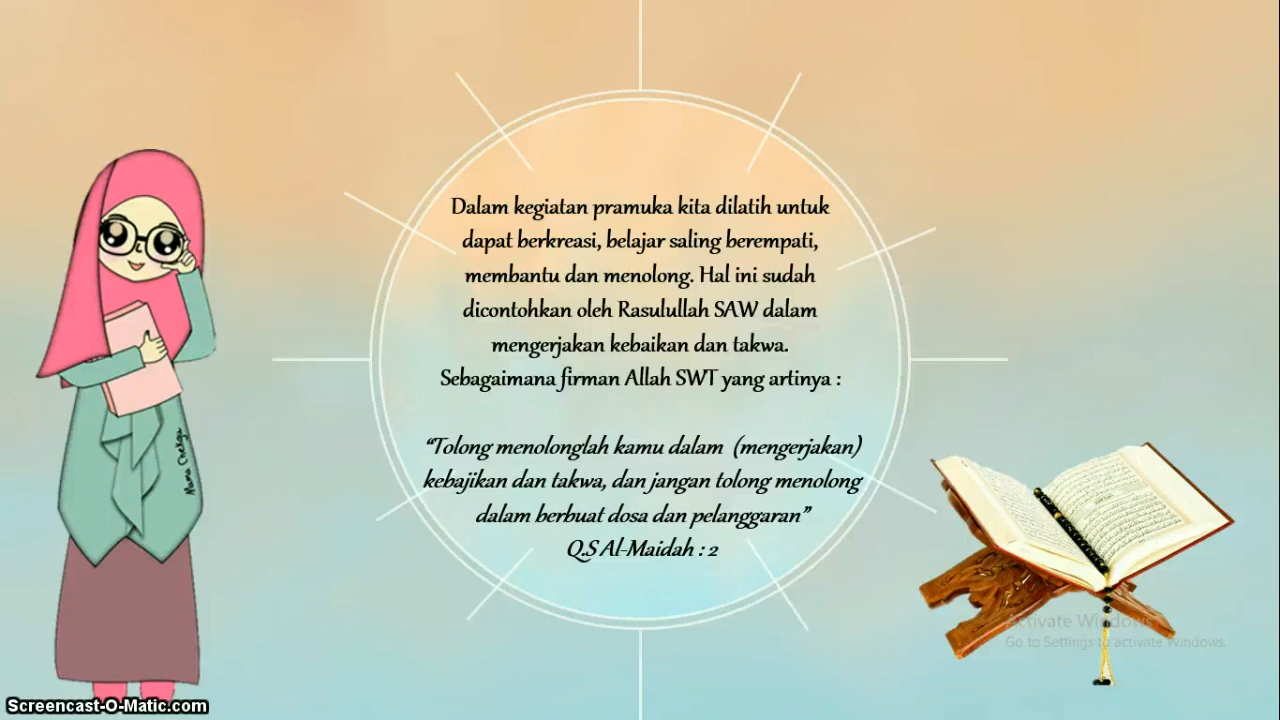 Dalam kegiatan pramuka kita dilatih untuk
dapat berkreasi, belajar saling berempati,
membantu dan menolong. Hal ini sudah
dicontohkan oleh Rasulullah SAW dalam
mengerjakan kebaikan dan takwa.
Sebagaimana firman Allah SWT yang artinya :
“Tolong menolonglah kamu dalam (mengerjakan)
kebajikan dan takwa, dan jangan tolong menolong
dalam berbuat dosa dan pelanggaran”
Q.S Al-Maidah : 2
Activate Windows
Go to Settings to activate Windows.
Screencast-O-Matic.com